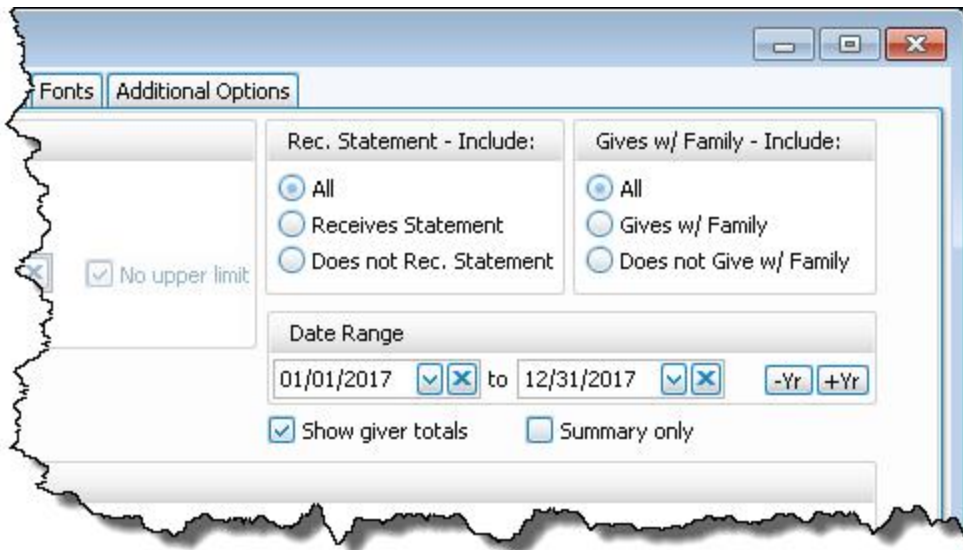 Fonts Additional Options
Rec. Statement - Include:
All
Receives Statement
Does not Rec. Statement
Gives w/ Family - Include:
All
Gives w/ Family
Does not Give w/ Family
No upper limit
Date Range
01/01/2017 to 12/31/2017 -Yr +Yr
Show giver totals Summary only